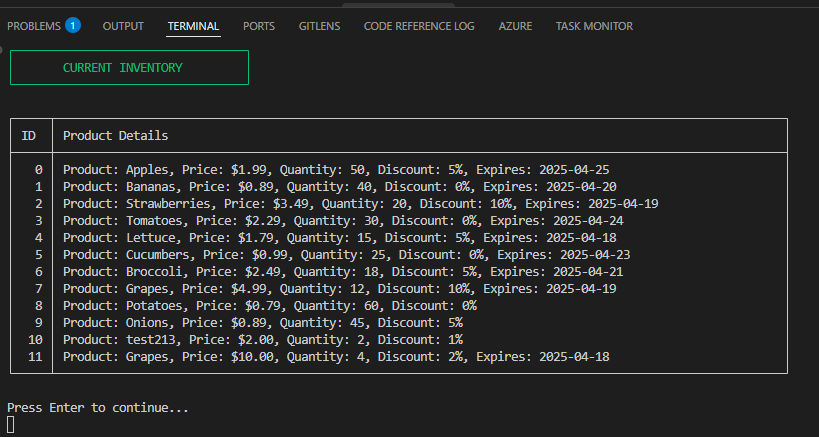 PROBLEMS 1 OUTPUT TERMINAL PORTS GITLENS CODE REFERENCE LOG AZURE TASK MONITOR
CURRENT INVENTORY
ID Product Details
0 Product: Apples, Price: $1.99, Quantity: 50, Discount: 5%, Expires: 2025-04-25
1 Product: Bananas, Price: $0.89, Quantity: 40, Discount: 0%, Expires: 2025-04-20
2 Product: Strawberries, Price: $3.49, Quantity: 20, Discount: 10%, Expires: 2025-04-19
3 Product: Tomatoes, Price: $2.29, Quantity: 30, Discount: 0%, Expires: 2025-04-24
4 Product: Lettuce, Price: $1.79, Quantity: 15, Discount: 5%, Expires: 2025-04-18
5 Product: Cucumbers, Price: $0.99, Quantity: 25, Discount: 0%, Expires: 2025-04-23
6 Product: Broccoli, Price: $2.49, Quantity: 18, Discount: 5%, Expires: 2025-04-21
7 Product: Grapes, Price: $4.99, Quantity: 12, Discount: 10%, Expires: 2025-04-19
8 Product: Potatoes, Price: $0.79, Quantity: 60, Discount: 0%
9 Product: Onions, Price: $0.89, Quantity: 45, Discount: 5%
10 Product: test213, Price: $2.00, Quantity: 2, Discount: 1%
11 Product: Grapes, Price: $10.00, Quantity: 4, Discount: 2%, Expires: 2025-04-18
Press Enter to continue...